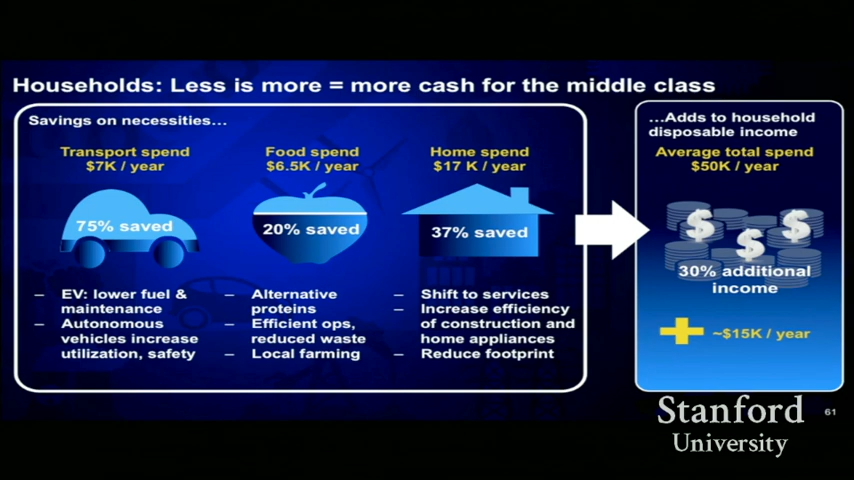 Households: Less is more = more cash for the middle class
Savings on necessities...
Transport spend
$7K / year
75% saved
– EV: lower fuel &
maintenance
– Autonomous
vehicles increase
utilization, safety
Food spend
$6.5K / year
20% saved
– Alternative
proteins
– Efficient ops,
reduced waste
– Local farming
Home spend
$17 K / year
37% saved
– Shift to services
– Increase efficiency
of construction and
home appliances
– Reduce footprint
...Adds to household
disposable income
Average total spend
$50K / year
$ $ $
30% additional
income
+ ~$15K / year
Stanford
University
61